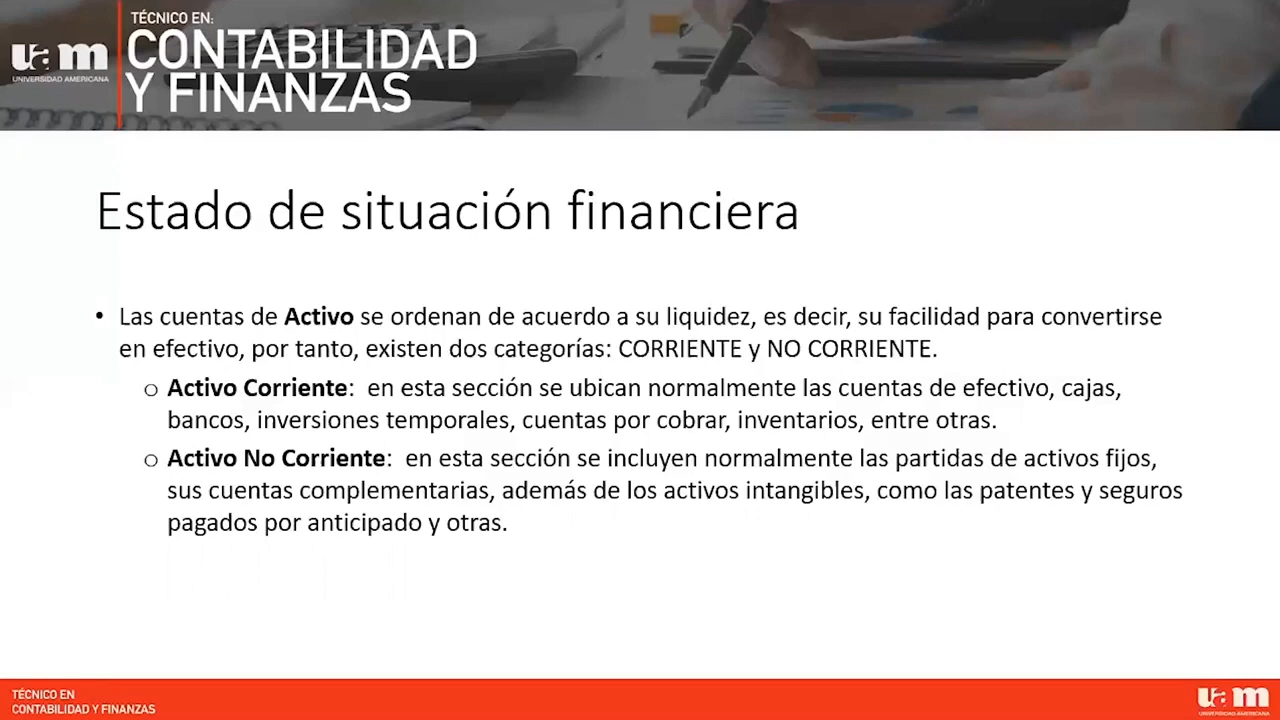 TÉCNICO EN:
uam
UNIVERSIDAD AMERICANA
CONTABILIDAD
Y FINANZAS
Estado de situación financiera
• Las cuentas de Activo se ordenan de acuerdo a su liquidez, es decir, su facilidad para convertirse
en efectivo, por tanto, existen dos categorías: CORRIENTE y NO CORRIENTE.
o Activo Corriente: en esta sección se ubican normalmente las cuentas de efectivo, cajas,
bancos, inversiones temporales, cuentas por cobrar, inventarios, entre otras.
o Activo No Corriente: en esta sección se incluyen normalmente las partidas de activos fijos,
sus cuentas complementarias, además de los activos intangibles, como las patentes y seguros
pagados por anticipado y otras.
TÉCNICO EN
CONTABILIDAD Y FINANZAS
uam
UNIVERSIDAD AMERICANA